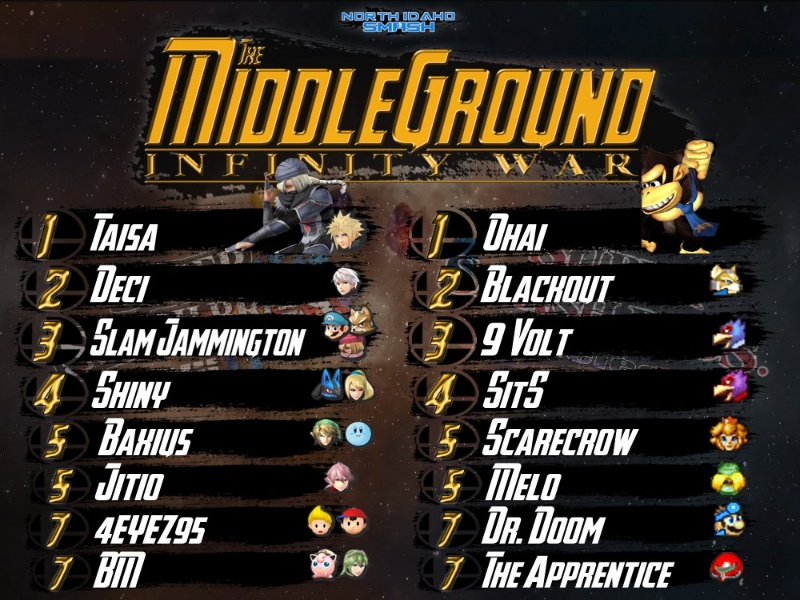 NORTH IDAHO
SMASH
THE
MIDDLEGROUND
INFINITY WAR
1 TAISA
2 DECI
3 SLAM JAMMINGTON
4 SHINY
5 BAXIUS
5 JITIO
7 4EYEZ95
7 BM
1 OHAI
2 BLACKOUT
3 9 VOLT
4 SITS
5 SCARECROW
5 MELO
7 DR. DOOM
7 THE APPRENTICE